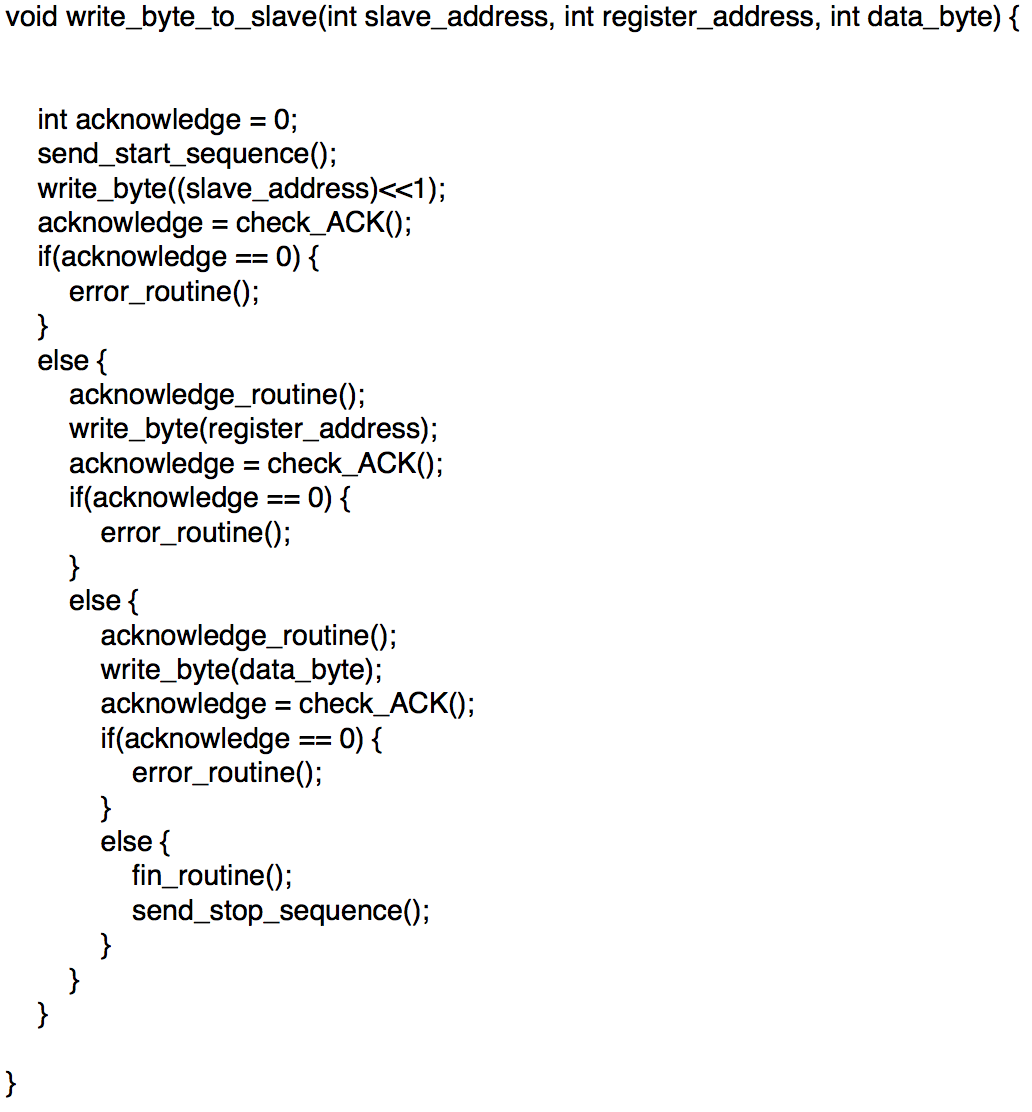 void write_byte_to_slave(int slave_address, int register_address, int data_byte) {
int acknowledge = 0;
send_start_sequence();
write_byte((slave_address)<<1);
acknowledge = check_ACK();
if(acknowledge == 0) {
error_routine();
}
else {
acknowledge_routine();
write_byte(register_address);
acknowledge = check_ACK();
if(acknowledge == 0) {
error_routine();
}
else {
acknowledge_routine();
write_byte(data_byte);
acknowledge = check_ACK();
if(acknowledge == 0) {
error_routine();
}
else {
fin_routine();
send_stop_sequence();
}
}
}
}